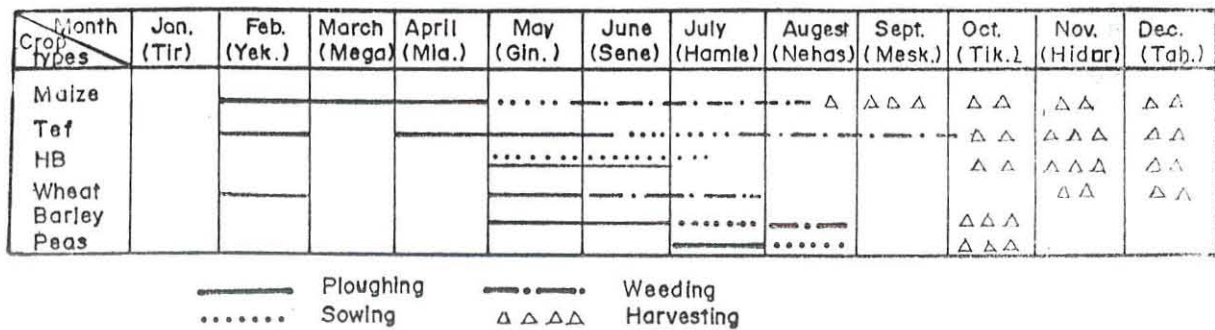 Month
Crop types
Jan. (Tir)
Feb. (Yek.)
March (Mega)
April (Mia.)
May (Gin.)
June (Sene)
July (Hamle)
Augest (Nehas)
Sept. (Mesk.)
Oct. (Tik.)
Nov. (Hidar)
Dec. (Tah.)
Maize
Tef
HB
Wheat
Barley
Peas
Ploughing
Weeding
Sowing
Harvesting